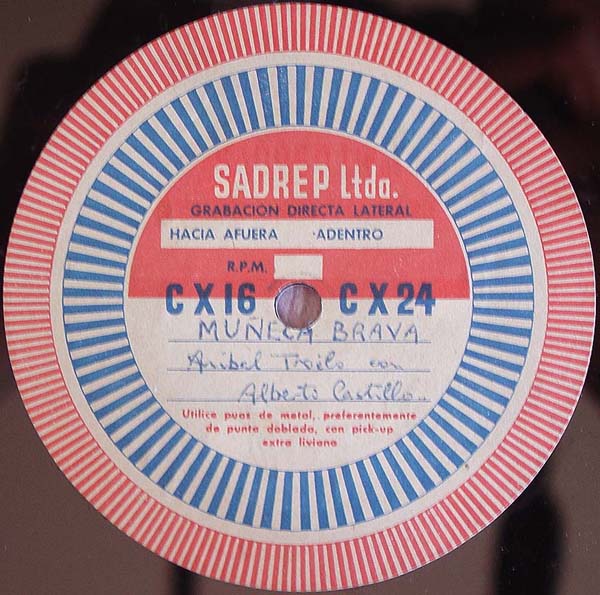 SADREP Ltda.
GRABACION DIRECTA LATERAL
HACIA AFUERA - ADENTRO
R.P.M.
CX16 CX24
MUÑECA BRAVA
Anibal Troilo con
Alberto Castillo
Utilice puas de metal, preferentemente
de punta doblada, con pick-up
extra liviano